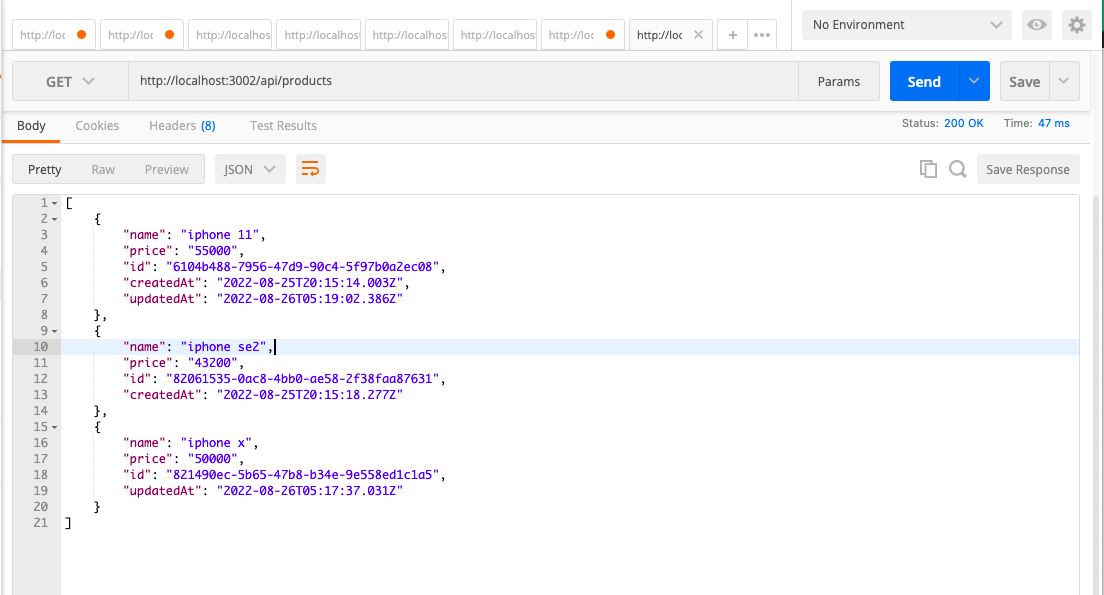 http://loc http://loc http://localhos http://localhost http://localhost http://localhost http://loc http://loc + ••• No Environment
GET http://localhost:3002/api/products Params Send Save
Body Cookies Headers (8) Test Results Status: 200 OK Time: 47 ms
Pretty Raw Preview JSON Save Response
1 [
2 {
3 "name": "iphone 11",
4 "price": "55000",
5 "id": "6104b488-7956-47d9-90c4-5f97b0a2ec08",
6 "createdAt": "2022-08-25T20:15:14.003Z",
7 "updatedAt": "2022-08-26T05:19:02.386Z"
8 },
9 {
10 "name": "iphone se2",
11 "price": "43200",
12 "id": "82061535-0ac8-4bb0-ae58-2f38faa87631",
13 "createdAt": "2022-08-25T20:15:18.277Z"
14 },
15 {
16 "name": "iphone x",
17 "price": "50000",
18 "id": "821490ec-5b65-47b8-b34e-9e558ed1c1a5",
19 "updatedAt": "2022-08-26T05:17:37.031Z"
20 }
21 ]